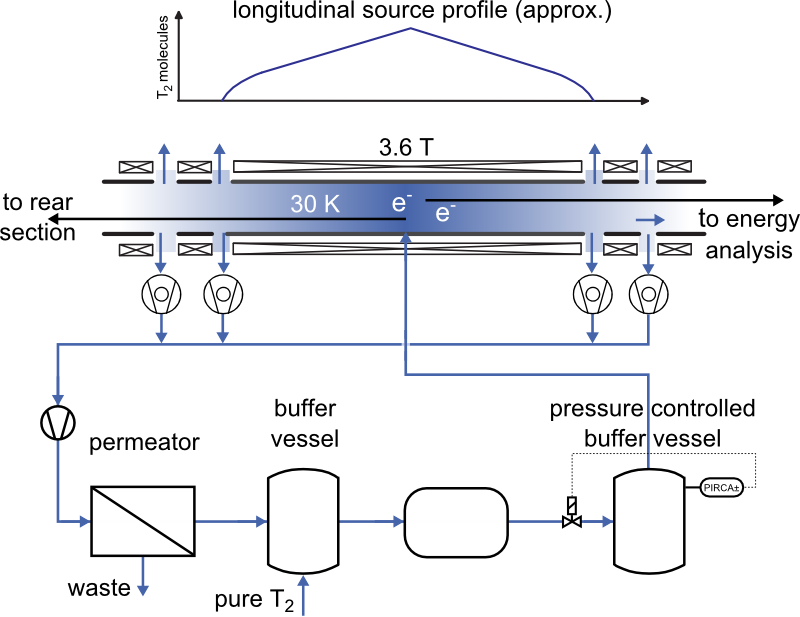 longitudinal source profile (approx.)
T2 molecules
3.6 T
to rear
section
30 K
e-
e-
to energy
analysis
permeator
buffer
vessel
pressure controlled
buffer vessel
PIRCA±
waste
pure T2